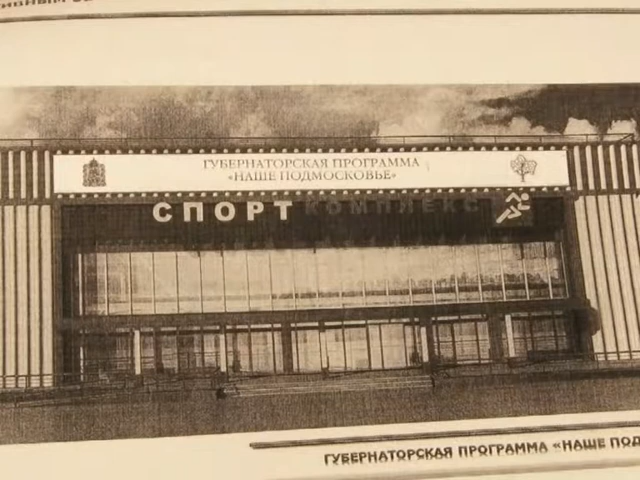 ГУБЕРНАТОРСКАЯ ПРОГРАММА
«НАШЕ ПОДМОСКОВЬЕ»
СПОРТ КОМПЛЕКС
ГУБЕРНАТОРСКАЯ ПРОГРАММА «НАШЕ ПОД